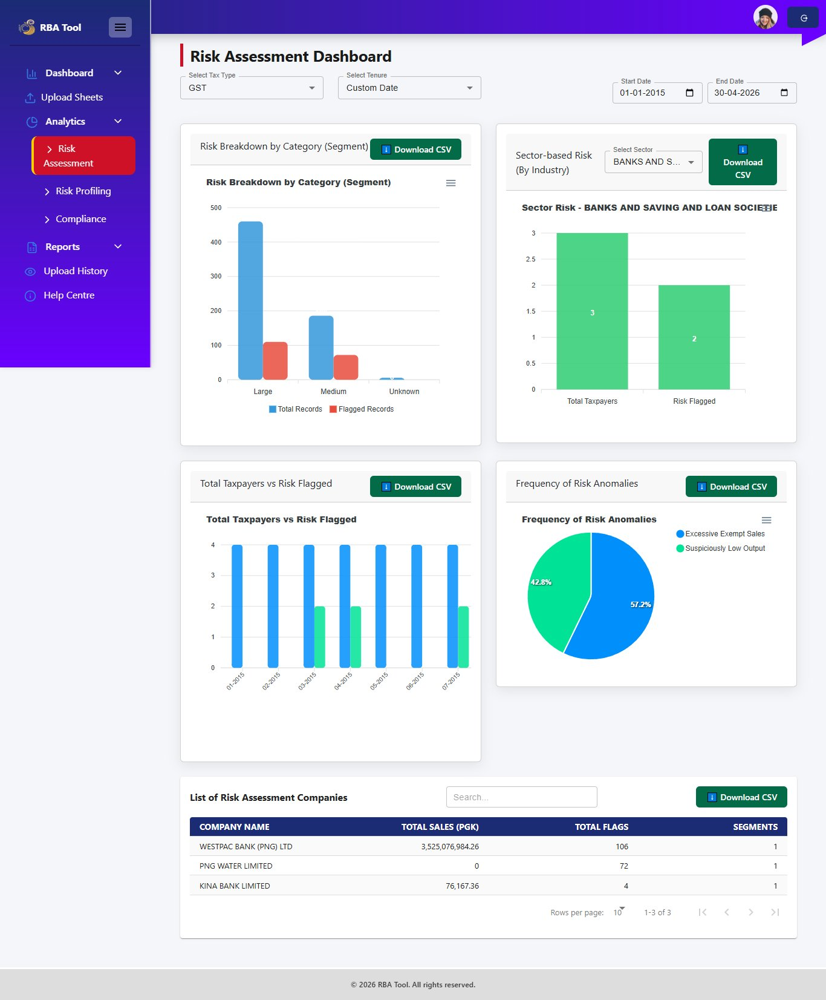 RBA Tool
Dashboard
Upload Sheets
Analytics
Risk
Assessment
Risk Profiling
Compliance
Reports
Upload History
Help Centre
Risk Assessment Dashboard
Select Tax Type
GST
Select Tenure
Custom Date
Start Date
01-01-2015
End Date
30-04-2026
Risk Breakdown by Category (Segment)
Download CSV
Risk Breakdown by Category (Segment)
500
400
300
200
100
0
Large Medium Unknown
Total Records Flagged Records
Sector-based Risk
(By Industry)
Select Sector
BANKS AND S...
Download
CSV
Sector Risk - BANKS AND SAVING AND LOAN SOCIETIE
3
2.5
2
1.5
1
0.5
0
3
2
Total Taxpayers Risk Flagged
Total Taxpayers vs Risk Flagged
Download CSV
Total Taxpayers vs Risk Flagged
4
3
2
1
0
01-2015 02-2015 03-2015 04-2015 05-2015 06-2015 07-2015
Frequency of Risk Anomalies
Download CSV
Frequency of Risk Anomalies
Excessive Exempt Sales
Suspiciously Low Output
42.8%
57.2%
List of Risk Assessment Companies
Search...
Download CSV
COMPANY NAME TOTAL SALES (PGK) TOTAL FLAGS SEGMENTS
WESTPAC BANK (PNG) LTD 3,525,076,984.26 106 1
PNG WATER LIMITED 0 72 1
KINA BANK LIMITED 76,167.36 4 1
Rows per page: 10 1-3 of 3
© 2026 RBA Tool. All rights reserved.